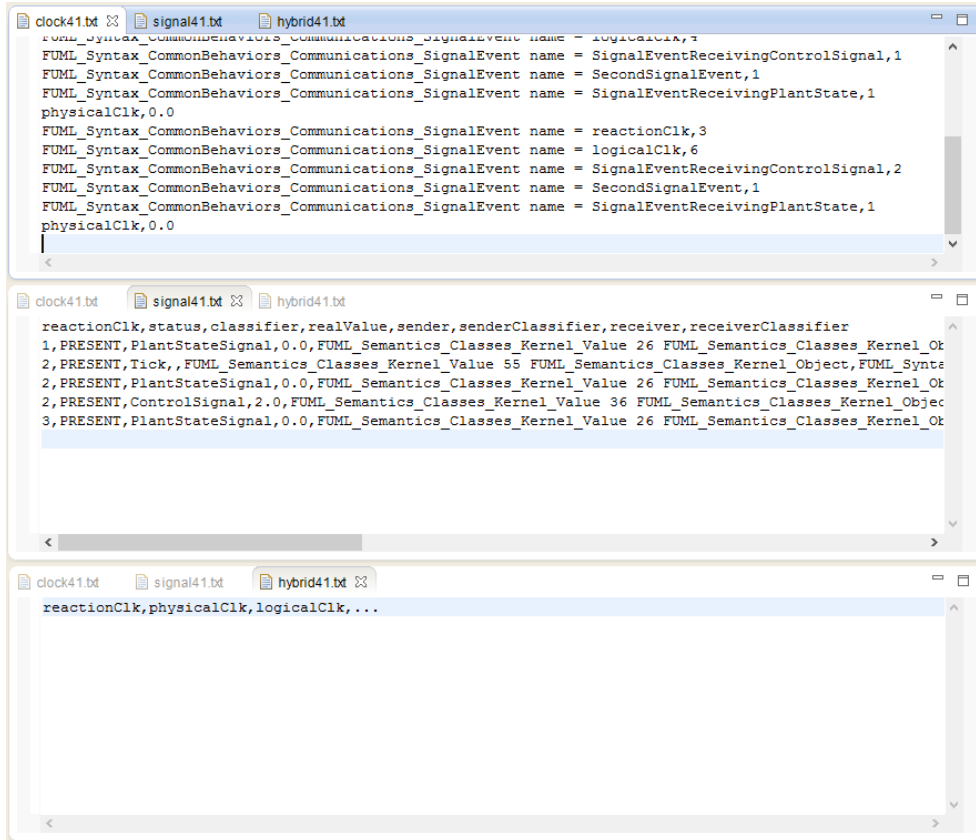 clock41.txt signal41.txt hybrid41.txt
FUML_Syntax_CommonBehaviors_Communications_SignalEvent name = logicalClk,4
FUML_Syntax_CommonBehaviors_Communications_SignalEvent name = SignalEventReceivingControlSignal,1
FUML_Syntax_CommonBehaviors_Communications_SignalEvent name = SecondSignalEvent,1
FUML_Syntax_CommonBehaviors_Communications_SignalEvent name = SignalEventReceivingPlantState,1
physicalClk,0.0
FUML_Syntax_CommonBehaviors_Communications_SignalEvent name = reactionClk,3
FUML_Syntax_CommonBehaviors_Communications_SignalEvent name = logicalClk,6
FUML_Syntax_CommonBehaviors_Communications_SignalEvent name = SignalEventReceivingControlSignal,2
FUML_Syntax_CommonBehaviors_Communications_SignalEvent name = SecondSignalEvent,1
FUML_Syntax_CommonBehaviors_Communications_SignalEvent name = SignalEventReceivingPlantState,1
physicalClk,0.0
clock41.txt signal41.txt hybrid41.txt
reactionClk,status,classifier,realValue,sender,senderClassifier,receiver,receiverClassifier
1,PRESENT,PlantStateSignal,0.0,FUML_Semantics_Classes_Kernel_Value 26 FUML_Semantics_Classes_Kernel_Ob
2,PRESENT,Tick,,FUML_Semantics_Classes_Kernel_Value 55 FUML_Semantics_Classes_Kernel_Object,FUML_Synta
2,PRESENT,PlantStateSignal,0.0,FUML_Semantics_Classes_Kernel_Value 26 FUML_Semantics_Classes_Kernel_Ob
2,PRESENT,ControlSignal,2.0,FUML_Semantics_Classes_Kernel_Value 36 FUML_Semantics_Classes_Kernel_Objec
3,PRESENT,PlantStateSignal,0.0,FUML_Semantics_Classes_Kernel_Value 26 FUML_Semantics_Classes_Kernel_Ob
clock41.txt signal41.txt hybrid41.txt
reactionClk,physicalClk,logicalClk,...